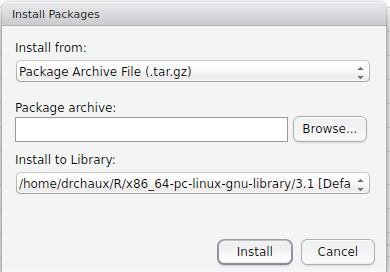 Install Packages
Install from:
Package Archive File (.tar.gz)
Package archive:
Browse...
Install to Library:
/home/drchaux/R/x86_64-pc-linux-gnu-library/3.1 [Defa
Install
Cancel